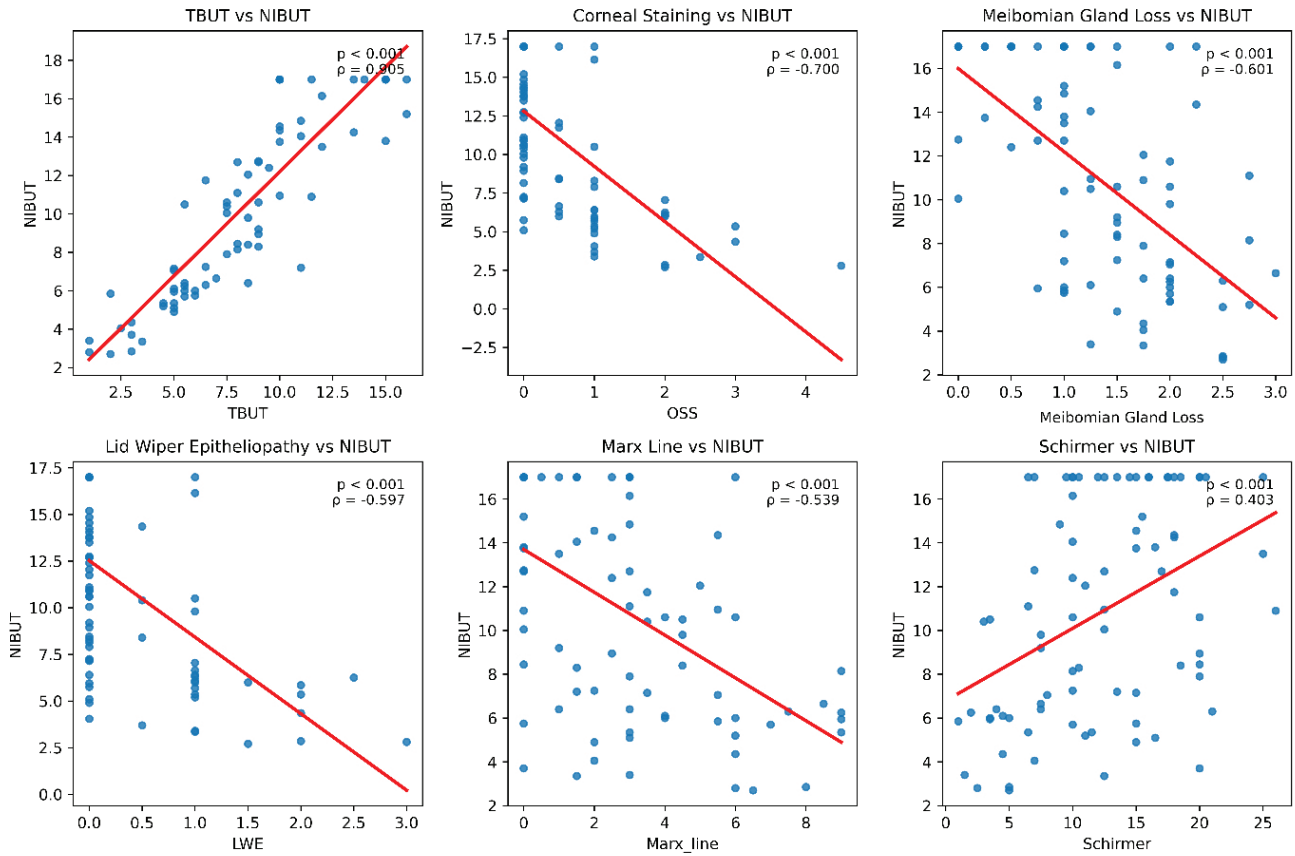 TBUT vs NIBUT
p < 0.001
ρ = 0.905
18
16
14
12
10
8
6
4
2
NIBUT
2.5 5.0 7.5 10.0 12.5 15.0
TBUT
Corneal Staining vs NIBUT
p < 0.001
ρ = -0.700
17.5
15.0
12.5
10.0
7.5
5.0
2.5
0.0
−2.5
NIBUT
0 1 2 3 4
OSS
Meibomian Gland Loss vs NIBUT
p < 0.001
ρ = -0.601
16
14
12
10
8
6
4
2
NIBUT
0.0 0.5 1.0 1.5 2.0 2.5 3.0
Meibomian Gland Loss
Lid Wiper Epitheliopathy vs NIBUT
p < 0.001
ρ = -0.597
17.5
15.0
12.5
10.0
7.5
5.0
2.5
0.0
NIBUT
0.0 0.5 1.0 1.5 2.0 2.5 3.0
LWE
Marx Line vs NIBUT
p < 0.001
ρ = -0.539
16
14
12
10
8
6
4
2
NIBUT
0 2 4 6 8
Marx_line
Schirmer vs NIBUT
p < 0.001
ρ = 0.403
16
14
12
10
8
6
4
2
NIBUT
0 5 10 15 20 25
Schirmer